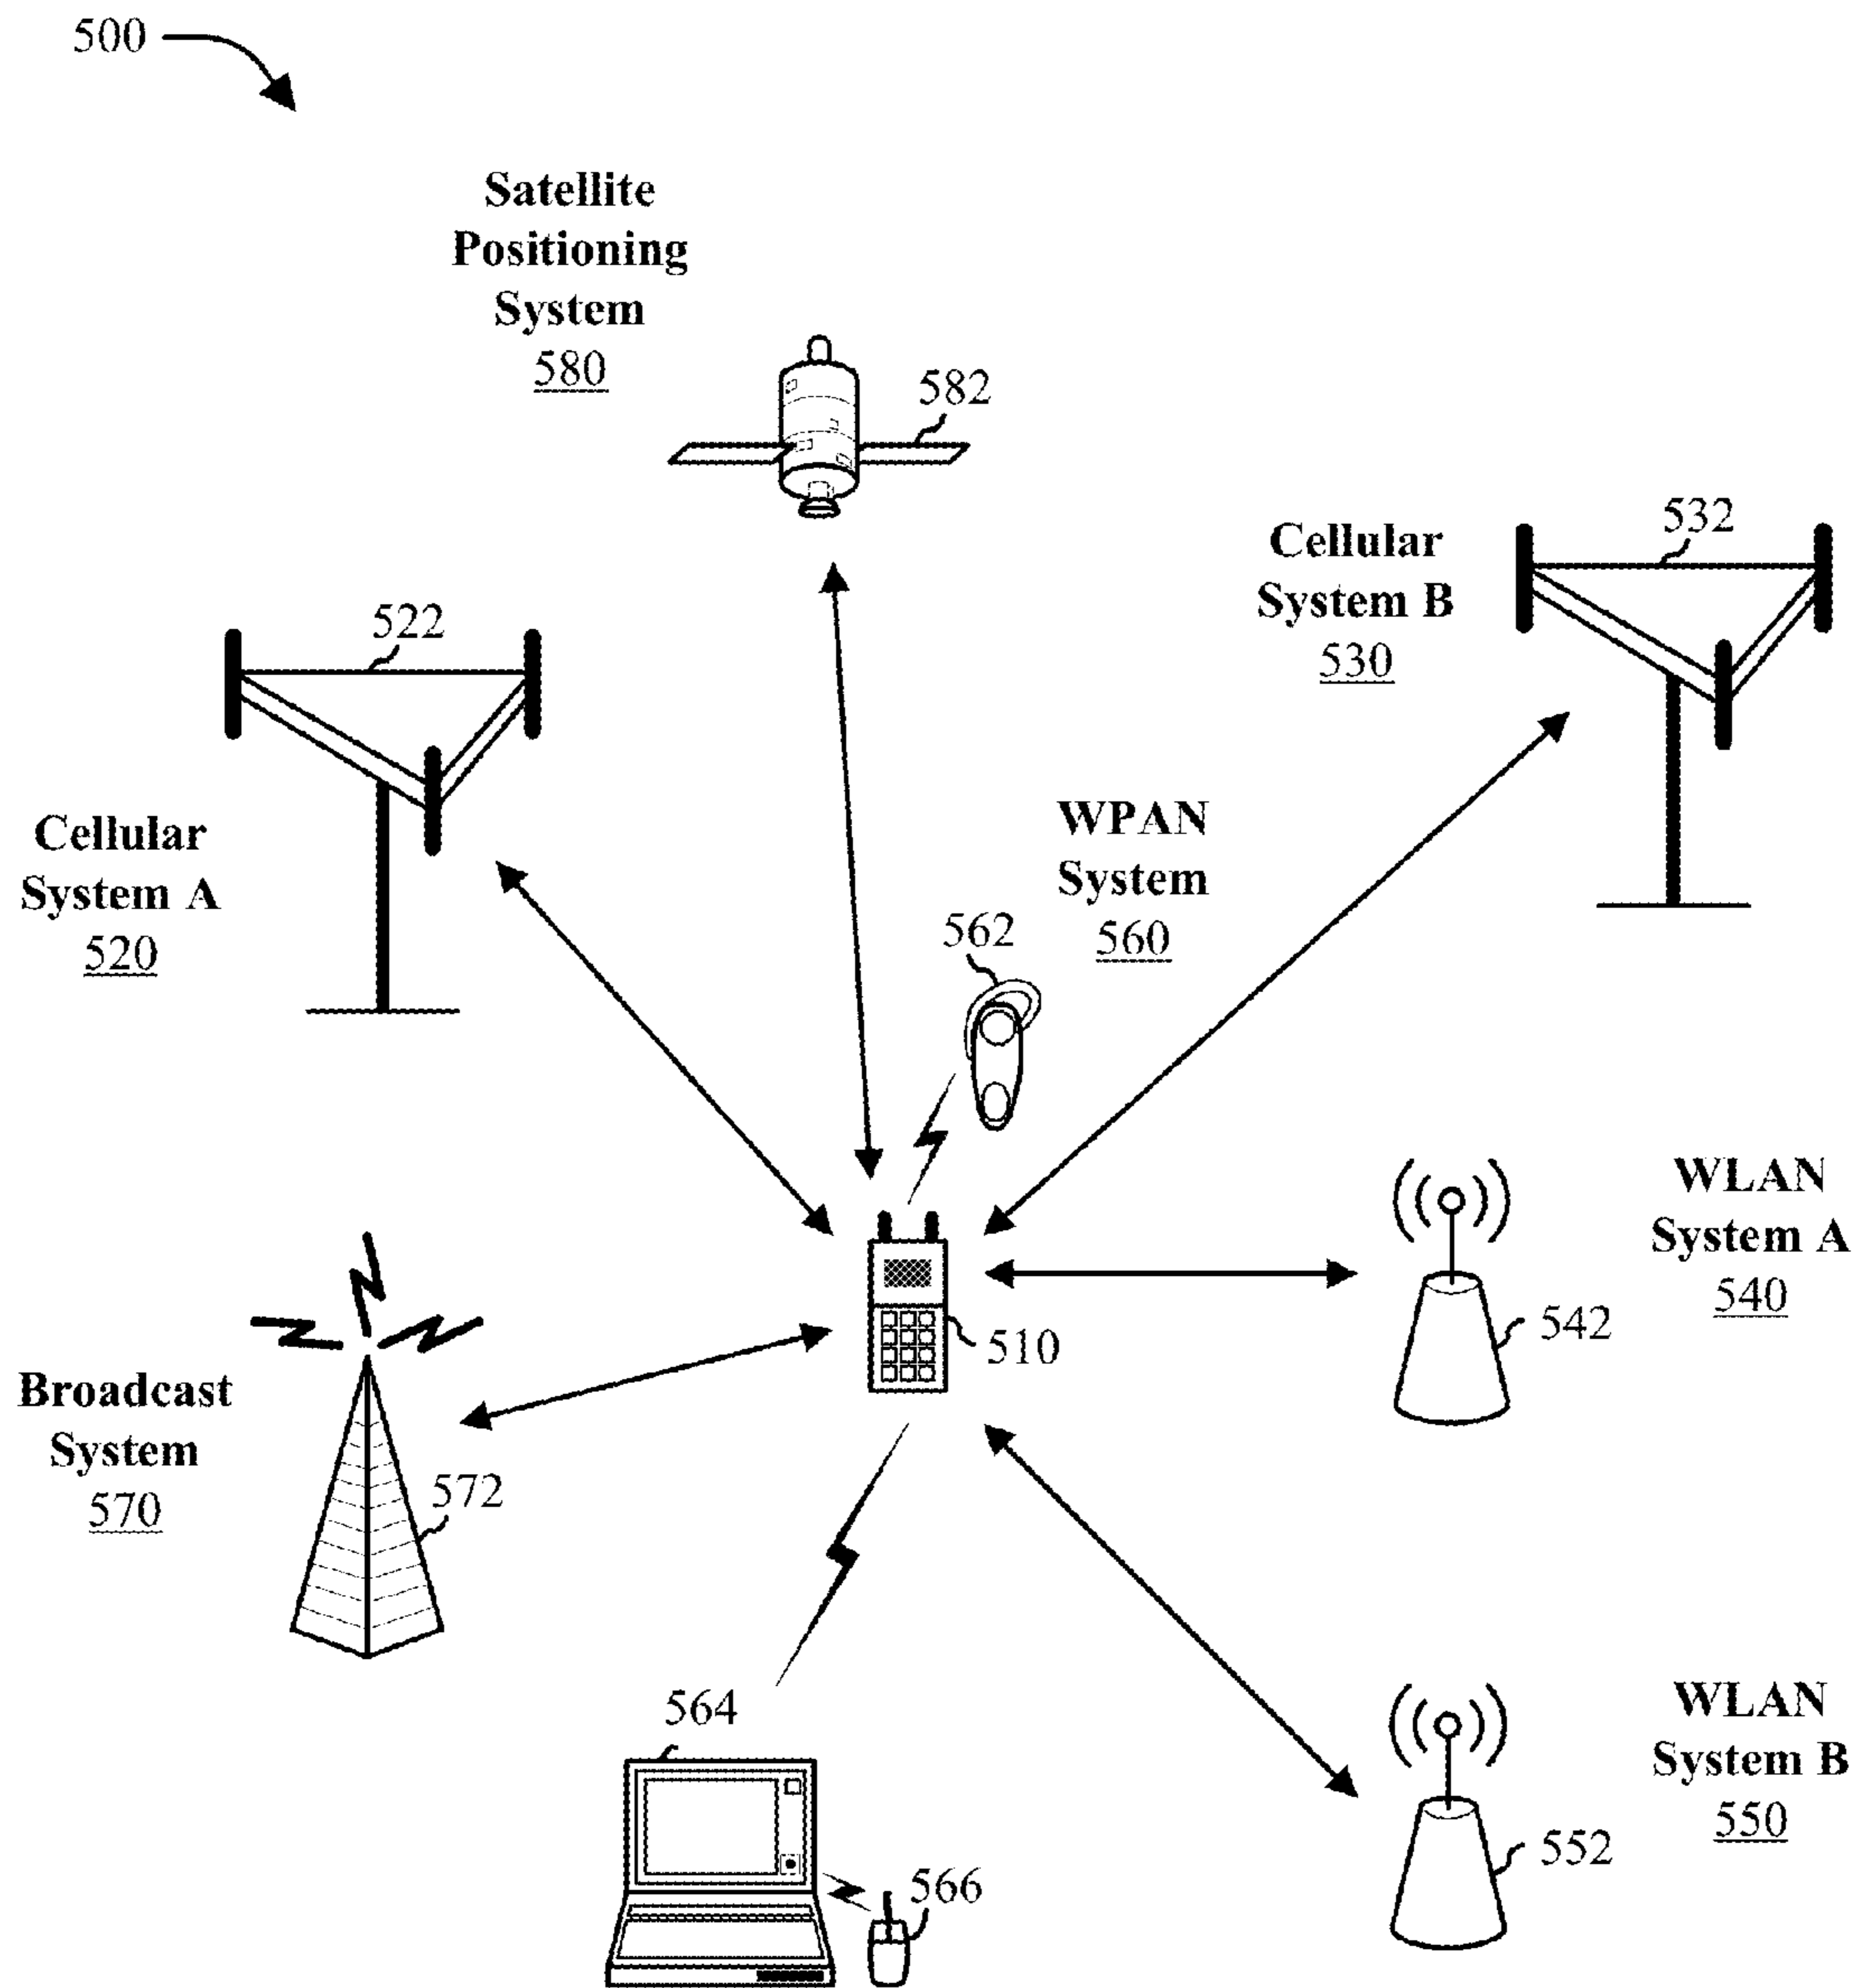 500
Satellite
Positioning
System
580
582
Cellular
System B
530
532
522
Cellular
System A
520
WPAN
System
560
562
WLAN
System A
540
542
510
Broadcast
System
570
572
564
566
WLAN
System B
550
552